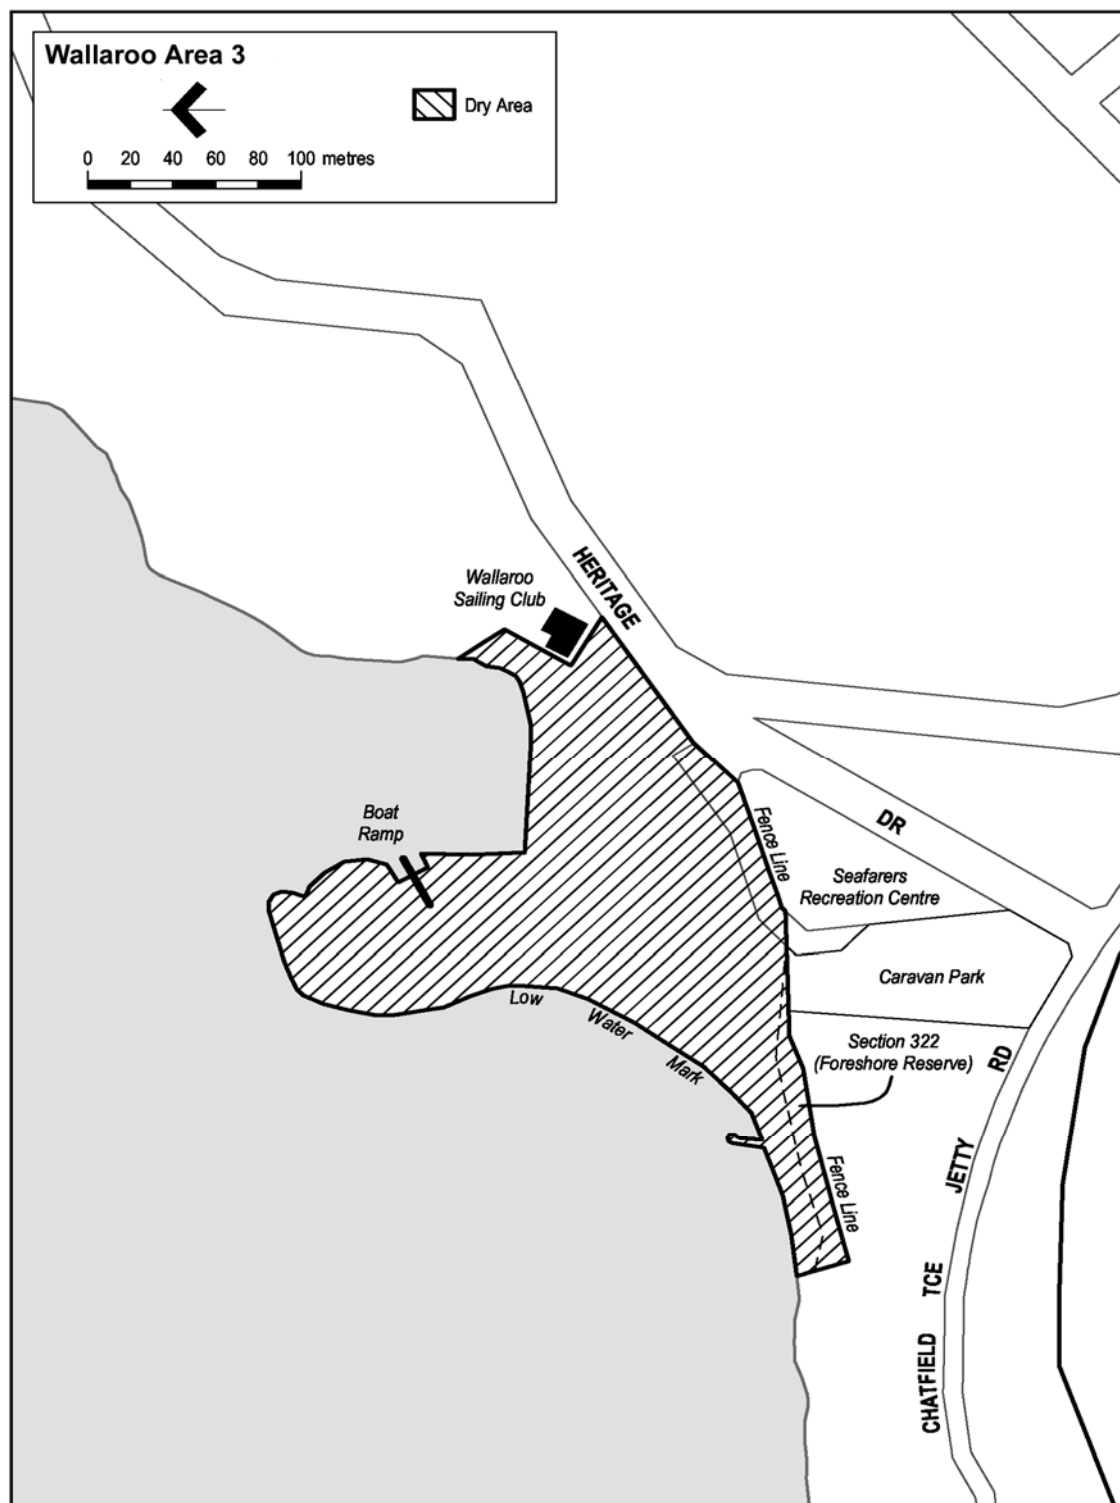 Wallaroo Area 3
Dry Area
0 20 40 60 80 100 metres
HERITAGE
Wallaroo
Sailing Club
Boat
Ramp
Fence Line
DR
Seafarers
Recreation Centre
Caravan Park
Low
Water
Mark
Section 322
(Foreshore Reserve)
RD
JETTY
Fence Line
TCE
CHATFIELD